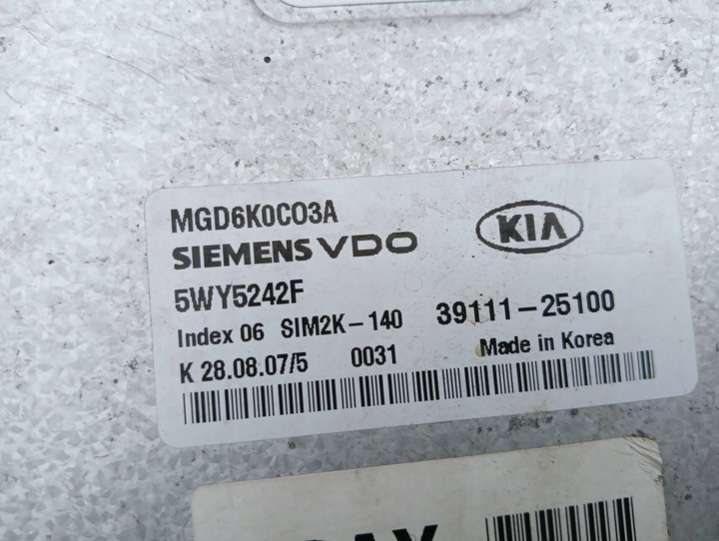 MGD6K0C03A
SIEMENS VDO KIA
5WY5242F
Index 06 SIM2K-140 39111-25100
K 28.08.07/5 0031 Made in Korea